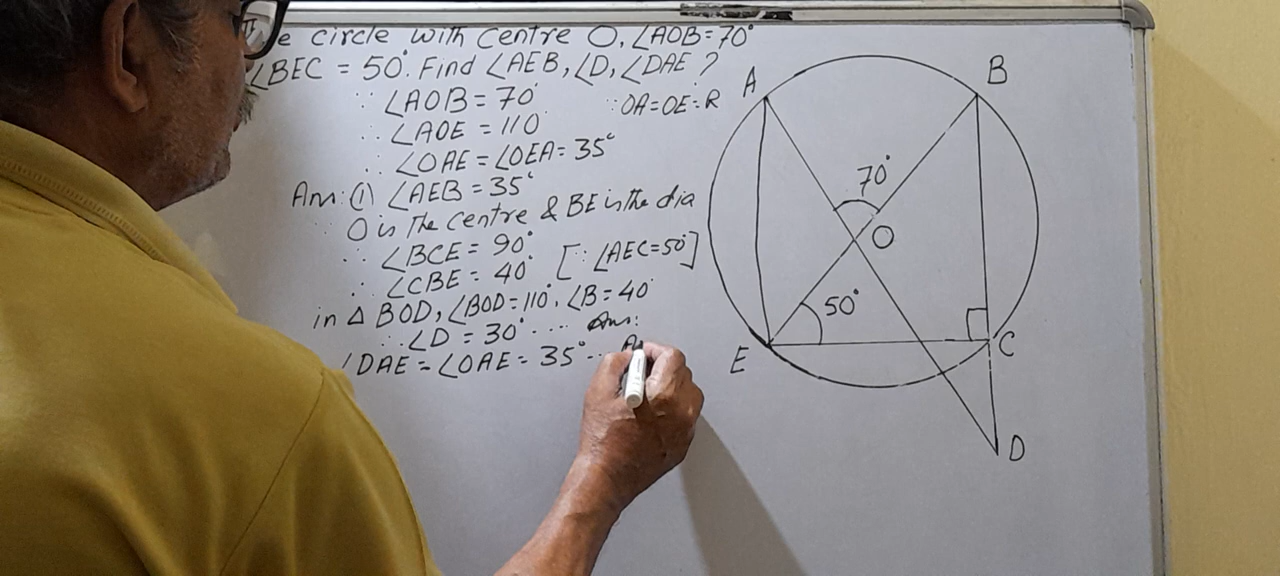 e circle with Centre O, ∠AOB = 70°
∠BEC = 50°. Find ∠AEB, ∠D, ∠DAE ?
∵ ∠AOB = 70° ∵ OA = OE = R
∴ ∠AOE = 110°
∴ ∠OAE = ∠OEA = 35°
Ans: (1) ∠AEB = 35°
∵ O is the centre & BE is the dia
∴ ∠BCE = 90°
∴ ∠CBE = 40° [∵ ∠AEC = 50°]
in △ BOD, ∠BOD = 110°, ∠B = 40°
∴ ∠D = 30° .... Ans:
∠DAE = ∠OAE = 35° ...
A
B
70°
O
50°
E
C
D